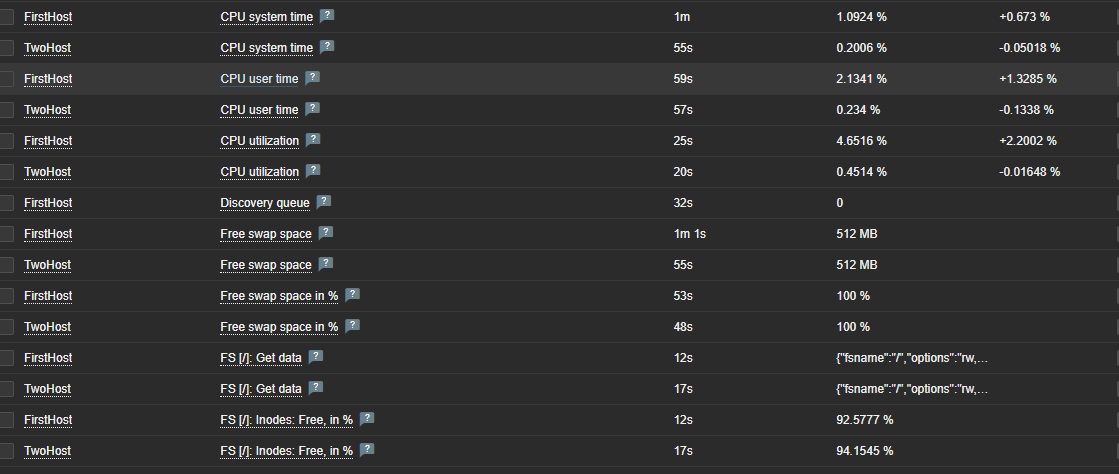 FirstHost CPU system time ? 1m 1.0924 % +0.673 %
TwoHost CPU system time ? 55s 0.2006 % -0.05018 %
FirstHost CPU user time ? 59s 2.1341 % +1.3285 %
TwoHost CPU user time ? 57s 0.234 % -0.1338 %
FirstHost CPU utilization ? 25s 4.6516 % +2.2002 %
TwoHost CPU utilization ? 20s 0.4514 % -0.01648 %
FirstHost Discovery queue ? 32s 0
FirstHost Free swap space ? 1m 1s 512 MB
TwoHost Free swap space ? 55s 512 MB
FirstHost Free swap space in % ? 53s 100 %
TwoHost Free swap space in % ? 48s 100 %
FirstHost FS [/]: Get data ? 12s {"fsname":"/","options":"rw,...
TwoHost FS [/]: Get data ? 17s {"fsname":"/","options":"rw,...
FirstHost FS [/]: Inodes: Free, in % ? 12s 92.5777 %
TwoHost FS [/]: Inodes: Free, in % ? 17s 94.1545 %